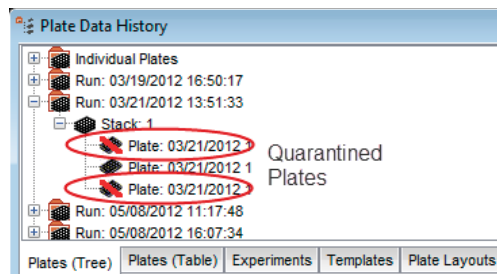 Plate Data History
Individual Plates
Run: 03/19/2012 16:50:17
Run: 03/21/2012 13:51:33
Stack: 1
Plate: 03/21/2012 1
Plate: 03/21/2012 1
Plate: 03/21/2012 1
Quarantined
Plates
Run: 05/08/2012 11:17:48
Run: 05/08/2012 16:07:34
Plates (Tree) Plates (Table) Experiments Templates Plate Layouts